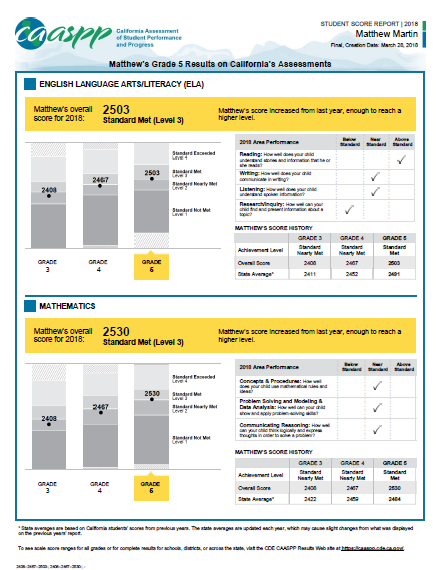 caaspp
California Assessment
of Student Performance
and Progress
STUDENT SCORE REPORT | 2018
Matthew Martin
Final, Creation Date: March 28, 2018
Matthew's Grade 5 Results on California's Assessments
ENGLISH LANGUAGE ARTS/LITERACY (ELA)
Matthew's overall
score for 2018:
2503
Standard Met (Level 3)
Matthew's score increased from last year, enough to reach a
higher level.
2408
2467
2503
Standard Exceeded
Level 4
Standard Met
Level 3
Standard Nearly Met
Level 2
Standard Not Met
Level 1
GRADE
3
GRADE
4
GRADE
5
2018 Area Performance
Below
Standard
Near
Standard
Above
Standard
Reading: How well does your child
understand stories and information that he or
she reads?
✓
Writing: How well does your child
communicate in writing?
✓
Listening: How well does your child
understand spoken information?
✓
Research/Inquiry: How well can your
child find and present information about a
topic?
✓
MATTHEW'S SCORE HISTORY
GRADE 3 GRADE 4 GRADE 5
Achievement Level Standard Nearly Met Standard Nearly Met Standard Met
Overall Score 2408 2467 2503
State Average* 2411 2452 2491
MATHEMATICS
Matthew's overall
score for 2018:
2530
Standard Met (Level 3)
Matthew's score increased from last year, enough to reach a
higher level.
2408
2467
2530
Standard Exceeded
Level 4
Standard Met
Level 3
Standard Nearly Met
Level 2
Standard Not Met
Level 1
GRADE
3
GRADE
4
GRADE
5
2018 Area Performance
Below
Standard
Near
Standard
Above
Standard
Concepts & Procedures: How well
does your child use mathematical rules and
ideas?
✓
Problem Solving and Modeling &
Data Analysis: How well can your child
show and apply problem-solving skills?
✓
Communicating Reasoning: How well
can your child think logically and express
thoughts in order to solve a problem?
✓
MATTHEW'S SCORE HISTORY
GRADE 3 GRADE 4 GRADE 5
Achievement Level Standard Nearly Met Standard Nearly Met Standard Met
Overall Score 2408 2467 2530
State Average* 2422 2459 2484
* State averages are based on California students' scores from previous years. The state averages are updated each year, which may cause slight changes from what was displayed
on the previous years' report.
To see scale score ranges for all grades or for complete results for schools, districts, or across the state, visit the CDE CAASPP Results Web site at https://caaspp.cde.ca.gov/.